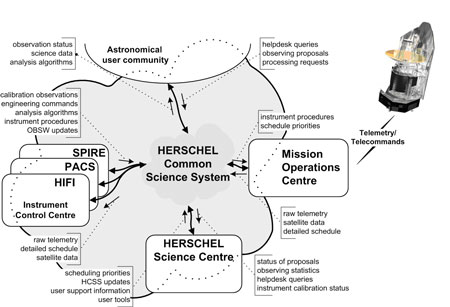 observation status
science data
analysis algorithms
Astronomical
user community
helpdesk queries
observing proposals
processing requests
calibration observations
engineering commands
analysis algorithms
instrument procedures
OBSW updates
instrument procedures
schedule priorities
Telemetry/
Telecommands
SPIRE
PACS
HIFI
Instrument
Control Centre
HERSCHEL
Common
Science System
Mission
Operations
Centre
raw telemetry
detailed schedule
satellite data
raw telemetry
satellite data
detailed schedule
HERSCHEL
Science Centre
scheduling priorities
HCSS updates
user support information
user tools
status of proposals
observing statistics
helpdesk queries
instrument calibration status